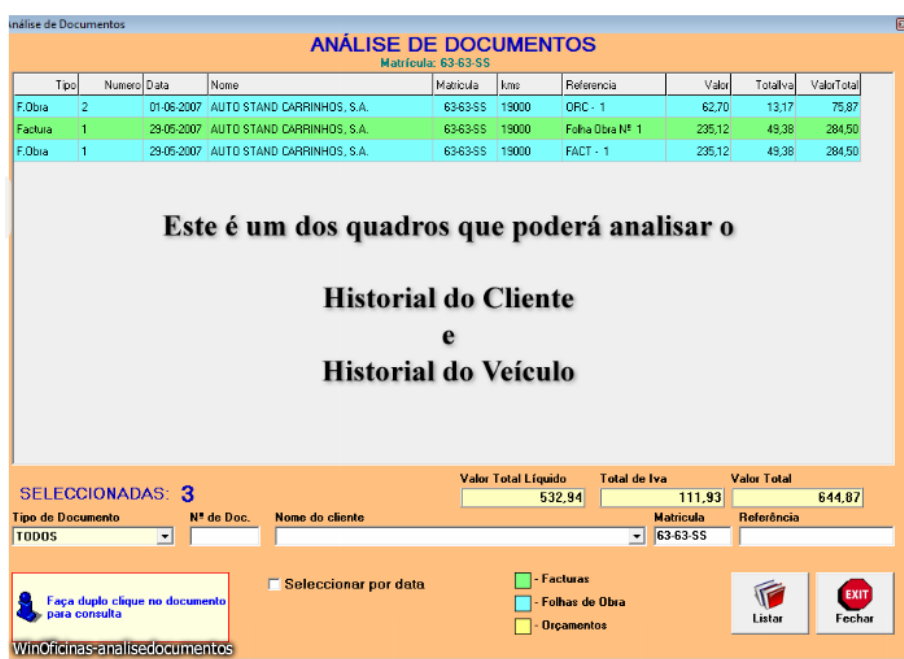 nálise de Documentos
ANÁLISE DE DOCUMENTOS
Matrícula: 63-63-SS
Tipo Numero Data Nome Matricula kms Referencia Valor TotalIva ValorTotal
F.Obra 2 01-06-2007 AUTO STAND CARRINHOS, S.A. 63-63-SS 19000 ORC - 1 62,70 13,17 75,87
Factura 1 29-05-2007 AUTO STAND CARRINHOS, S.A. 63-63-SS 19000 Folha Obra Nº 1 235,12 49,38 284,50
F.Obra 1 29-05-2007 AUTO STAND CARRINHOS, S.A. 63-63-SS 19000 FACT - 1 235,12 49,38 284,50
Este é um dos quadros que poderá analisar o
Historial do Cliente
e
Historial do Veículo
Valor Total Líquido Total de Iva Valor Total
SELECCIONADAS: 3 532,94 111,93 644,87
Tipo de Documento Nº de Doc. Nome do cliente Matricula Referência
TODOS 63-63-SS
Seleccionar por data
- Facturas
- Folhas de Obra
- Orçamentos
Faça duplo clique no documento
para consulta
EXIT
Listar Fechar
WinOficinas-analisedocumentos